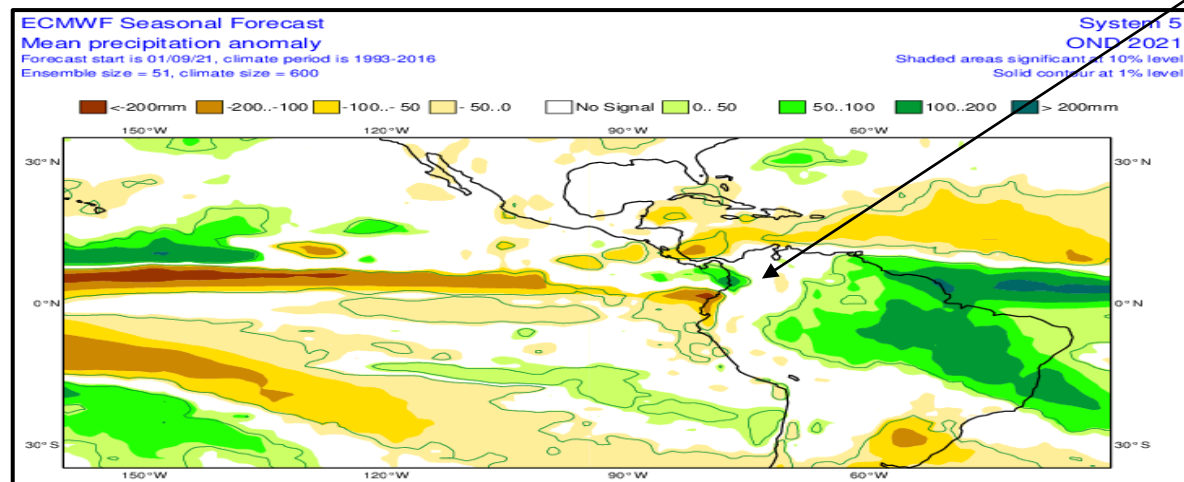 ECMWF Seasonal Forecast System 5
Mean precipitation anomaly OND 2021
Forecast start is 01/09/21, climate period is 1993-2016 Shaded areas significant at 10% level
Ensemble size = 51, climate size = 600 Solid contour at 1% level
<-200mm -200..-100 -100..- 50 - 50..0 No Signal 0.. 50 50..100 100..200 > 200mm
150°W 120°W 90°W 60°W
30°N 30°N
0°N 0°N
30°S 30°S
150°W 120°W 90°W 60°W